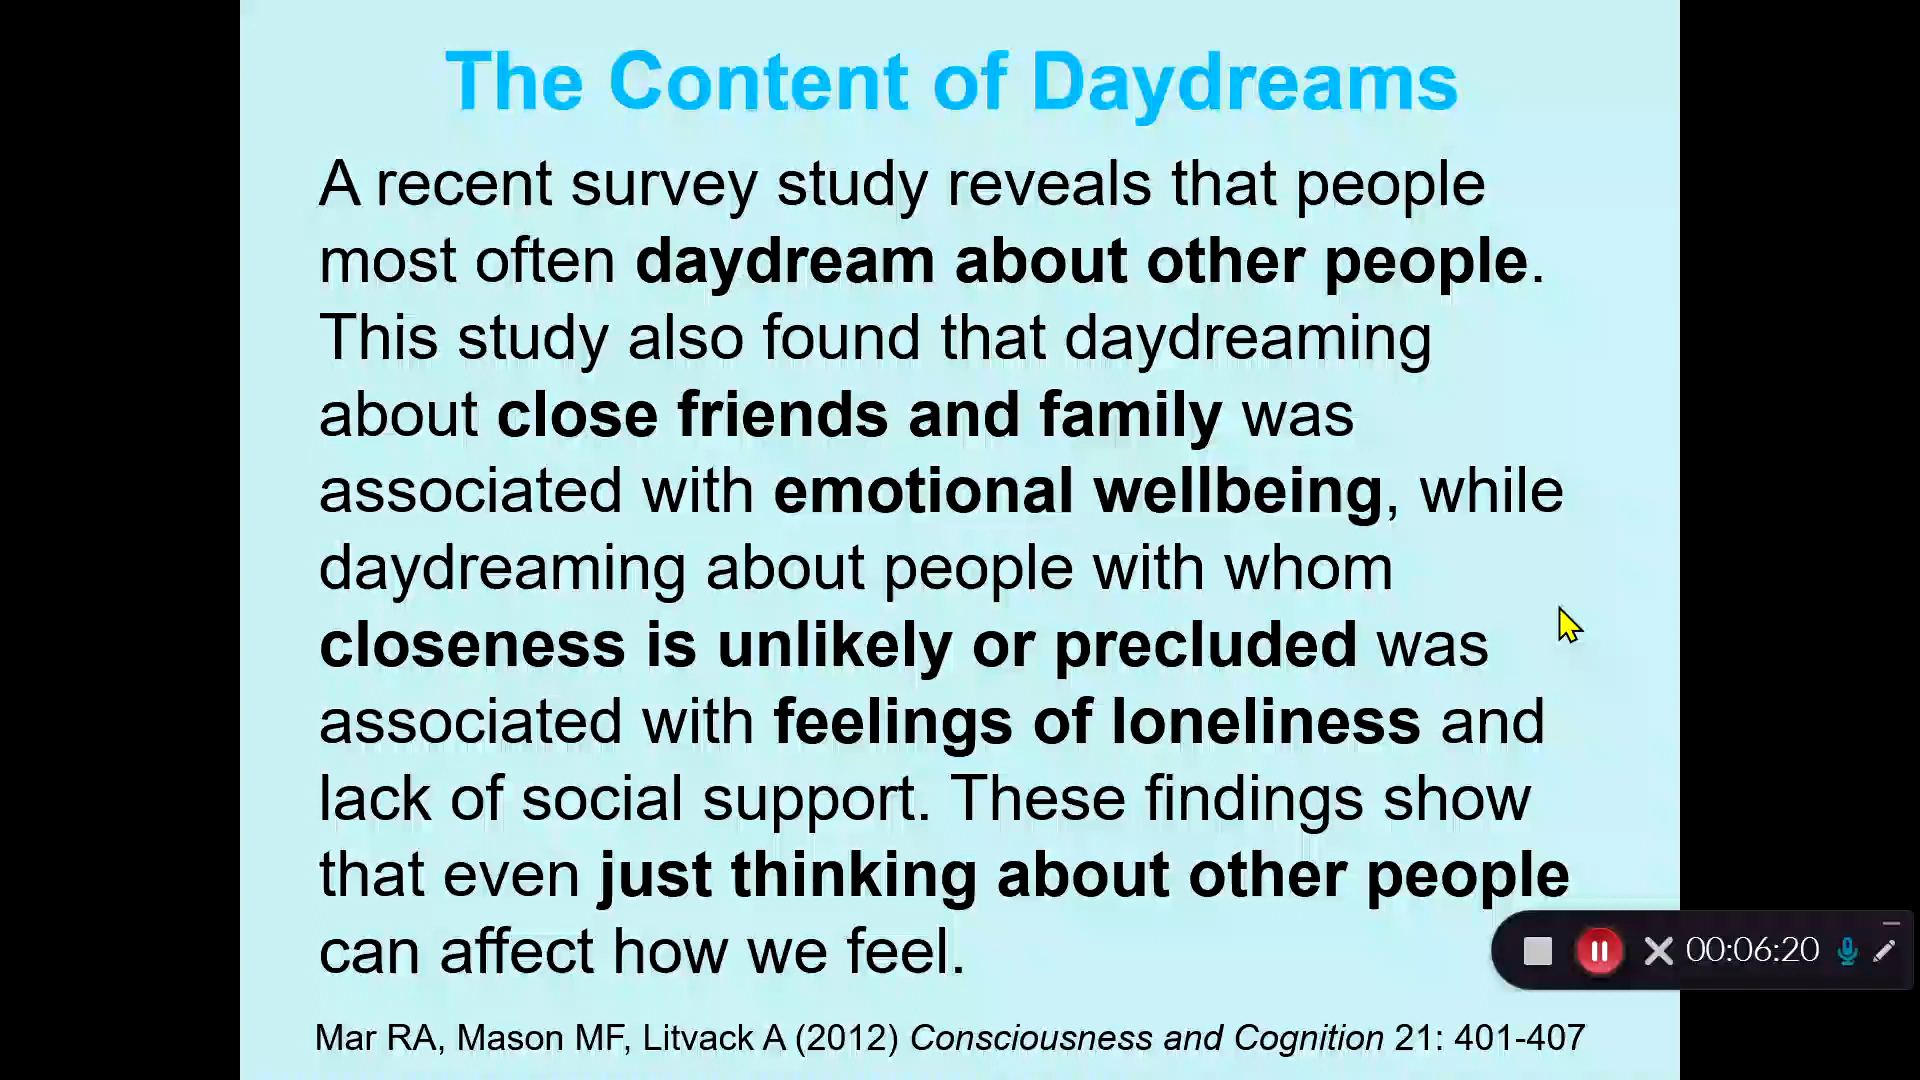 The Content of Daydreams
A recent survey study reveals that people
most often daydream about other people.
This study also found that daydreaming
about close friends and family was
associated with emotional wellbeing, while
daydreaming about people with whom
closeness is unlikely or precluded was
associated with feelings of loneliness and
lack of social support. These findings show
that even just thinking about other people
can affect how we feel.
00:06:20
Mar RA, Mason MF, Litvack A (2012) Consciousness and Cognition 21: 401-407